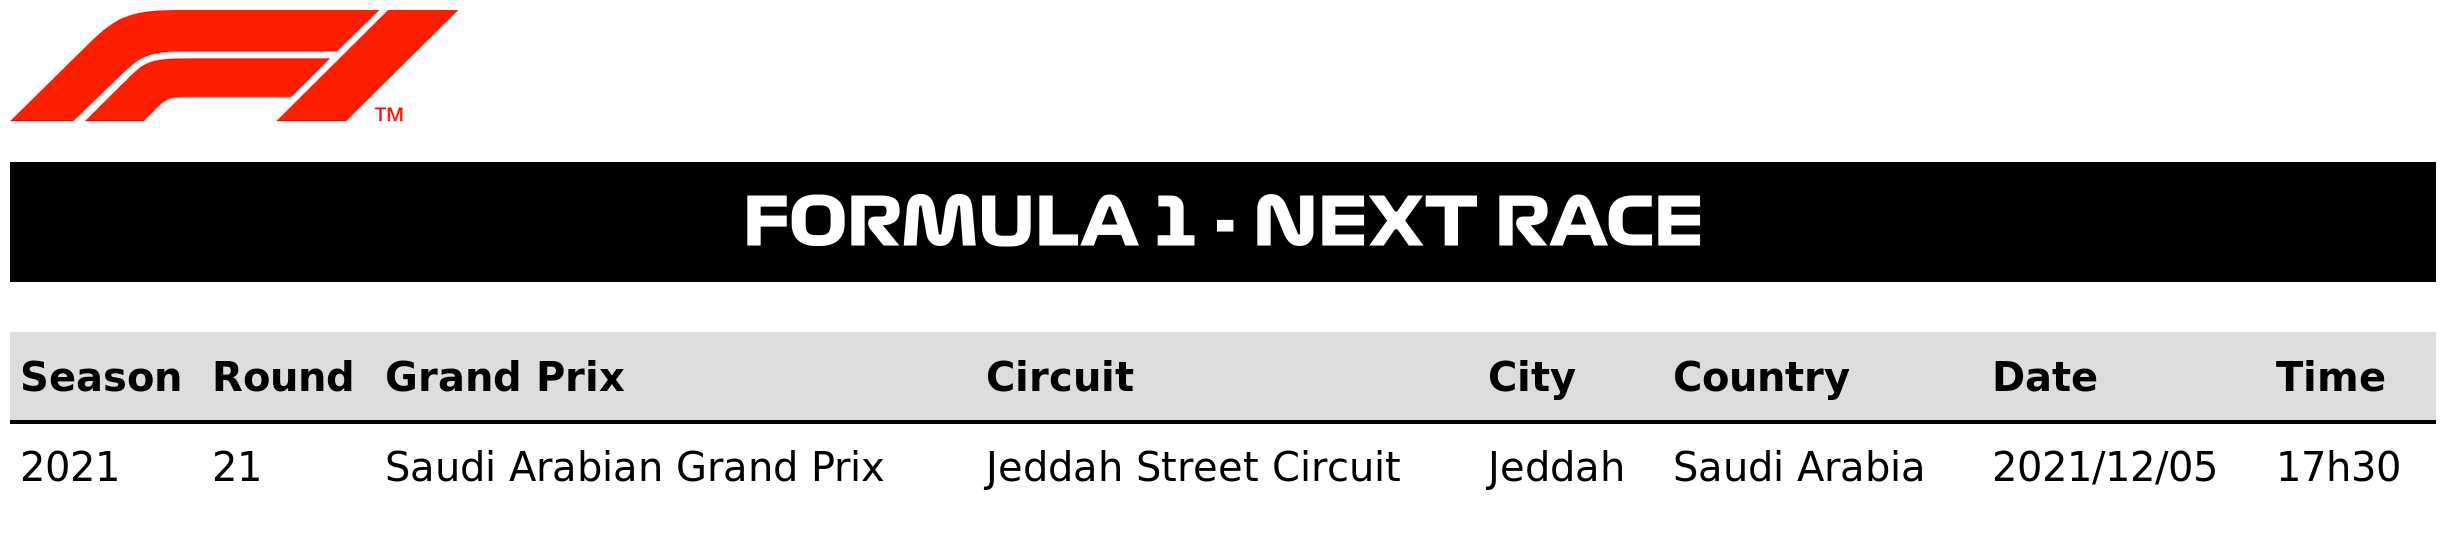 F1 TM
FORMULA 1 - NEXT RACE
Season Round Grand Prix Circuit City Country Date Time
2021 21 Saudi Arabian Grand Prix Jeddah Street Circuit Jeddah Saudi Arabia 2021/12/05 17h30